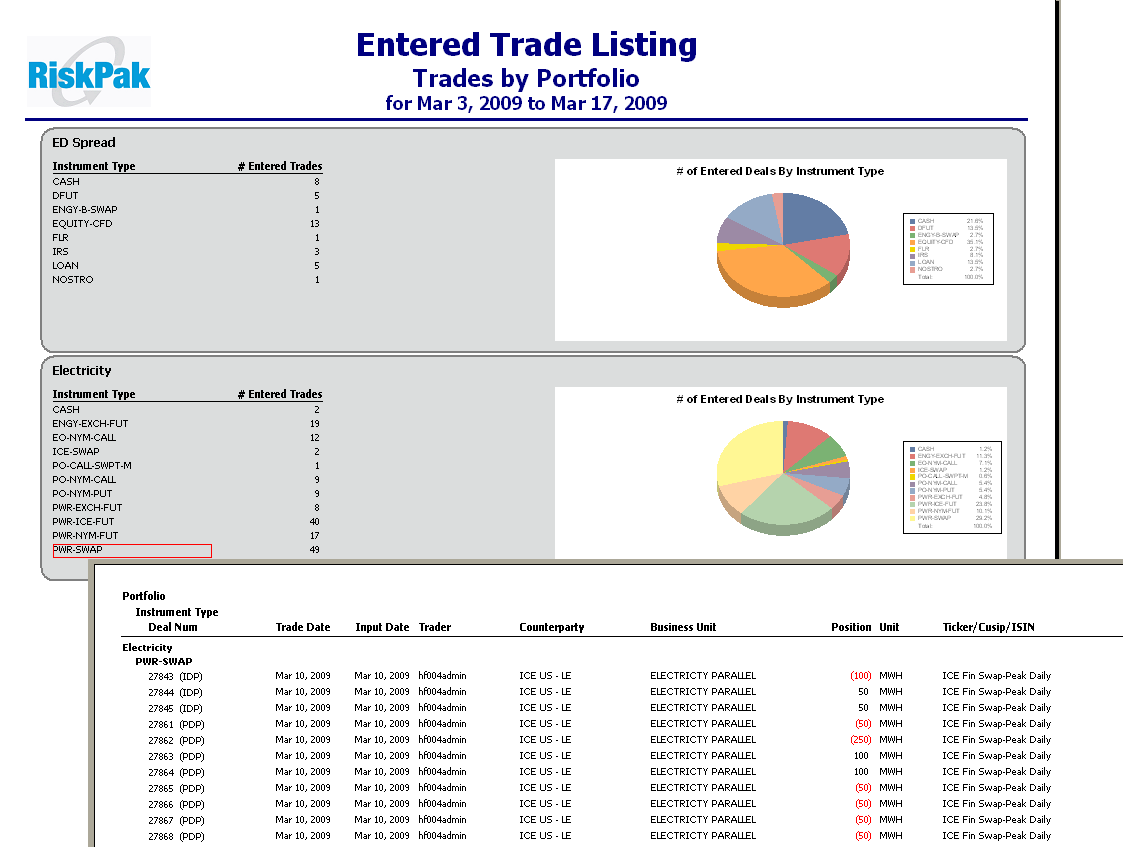 RiskPak
Entered Trade Listing
Trades by Portfolio
for Mar 3, 2009 to Mar 17, 2009
ED Spread
Instrument Type # Entered Trades
CASH 8
DFUT 5
ENGY-B-SWAP 1
EQUITY-CFD 13
FLR 1
IRS 3
LOAN 5
NOSTRO 1
# of Entered Deals By Instrument Type
CASH 21.6%
DFUT 13.5%
ENGY-B-SWAP 2.7%
EQUITY-CFD 35.1%
FLR 2.7%
IRS 8.1%
LOAN 13.5%
NOSTRO 2.7%
Total: 100.0%
Electricity
Instrument Type # Entered Trades
CASH 2
ENGY-EXCH-FUT 19
EO-NYM-CALL 12
ICE-SWAP 2
PO-CALL-SWPT-M 1
PO-NYM-CALL 9
PO-NYM-PUT 9
PWR-EXCH-FUT 8
PWR-ICE-FUT 40
PWR-NYM-FUT 17
PWR-SWAP 49
# of Entered Deals By Instrument Type
CASH 1.2%
ENGY-EXCH-FUT 11.3%
EO-NYM-CALL 7.1%
ICE-SWAP 1.2%
PO-CALL-SWPT-M 0.6%
PO-NYM-CALL 5.4%
PO-NYM-PUT 5.4%
PWR-EXCH-FUT 4.8%
PWR-ICE-FUT 23.8%
PWR-NYM-FUT 10.1%
PWR-SWAP 29.2%
Total: 100.0%
Portfolio
Instrument Type
Deal Num Trade Date Input Date Trader Counterparty Business Unit Position Unit Ticker/Cusip/ISIN
Electricity
PWR-SWAP
27843 (IDP) Mar 10, 2009 Mar 10, 2009 hf004admin ICE US - LE ELECTRICTY PARALLEL (100) MWH ICE Fin Swap-Peak Daily
27844 (IDP) Mar 10, 2009 Mar 10, 2009 hf004admin ICE US - LE ELECTRICTY PARALLEL 50 MWH ICE Fin Swap-Peak Daily
27845 (IDP) Mar 10, 2009 Mar 10, 2009 hf004admin ICE US - LE ELECTRICTY PARALLEL 50 MWH ICE Fin Swap-Peak Daily
27861 (PDP) Mar 10, 2009 Mar 10, 2009 hf004admin ICE US - LE ELECTRICTY PARALLEL (50) MWH ICE Fin Swap-Peak Daily
27862 (PDP) Mar 10, 2009 Mar 10, 2009 hf004admin ICE US - LE ELECTRICTY PARALLEL (250) MWH ICE Fin Swap-Peak Daily
27863 (PDP) Mar 10, 2009 Mar 10, 2009 hf004admin ICE US - LE ELECTRICTY PARALLEL 100 MWH ICE Fin Swap-Peak Daily
27864 (PDP) Mar 10, 2009 Mar 10, 2009 hf004admin ICE US - LE ELECTRICTY PARALLEL 100 MWH ICE Fin Swap-Peak Daily
27865 (PDP) Mar 10, 2009 Mar 10, 2009 hf004admin ICE US - LE ELECTRICTY PARALLEL (50) MWH ICE Fin Swap-Peak Daily
27866 (PDP) Mar 10, 2009 Mar 10, 2009 hf004admin ICE US - LE ELECTRICTY PARALLEL (50) MWH ICE Fin Swap-Peak Daily
27867 (PDP) Mar 10, 2009 Mar 10, 2009 hf004admin ICE US - LE ELECTRICTY PARALLEL (50) MWH ICE Fin Swap-Peak Daily
27868 (PDP) Mar 10, 2009 Mar 10, 2009 hf004admin ICE US - LE ELECTRICTY PARALLEL (50) MWH ICE Fin Swap-Peak Daily